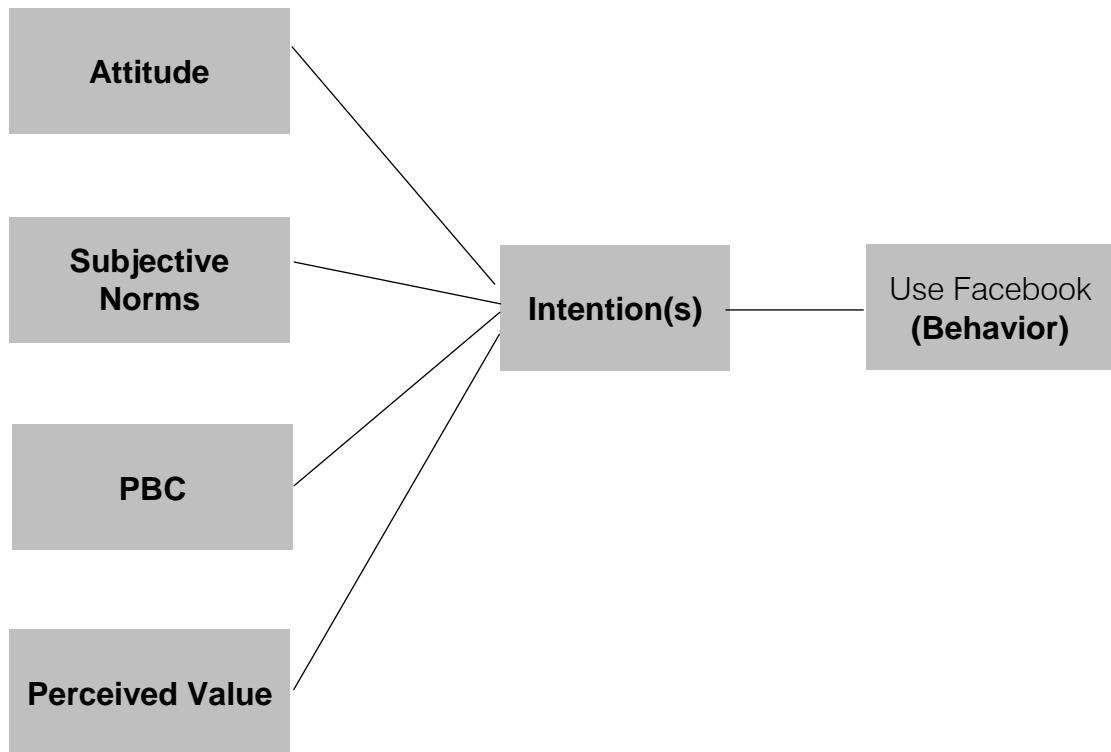 Attitude
Subjective
Norms
PBC
Perceived Value
Intention(s)
Use Facebook
(Behavior)